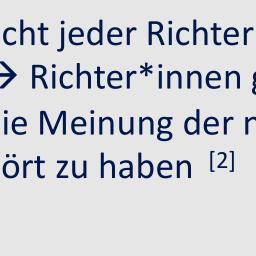 cht jeder Richter
→ Richter*innen g
ie Meinung der n
ört zu haben [2]